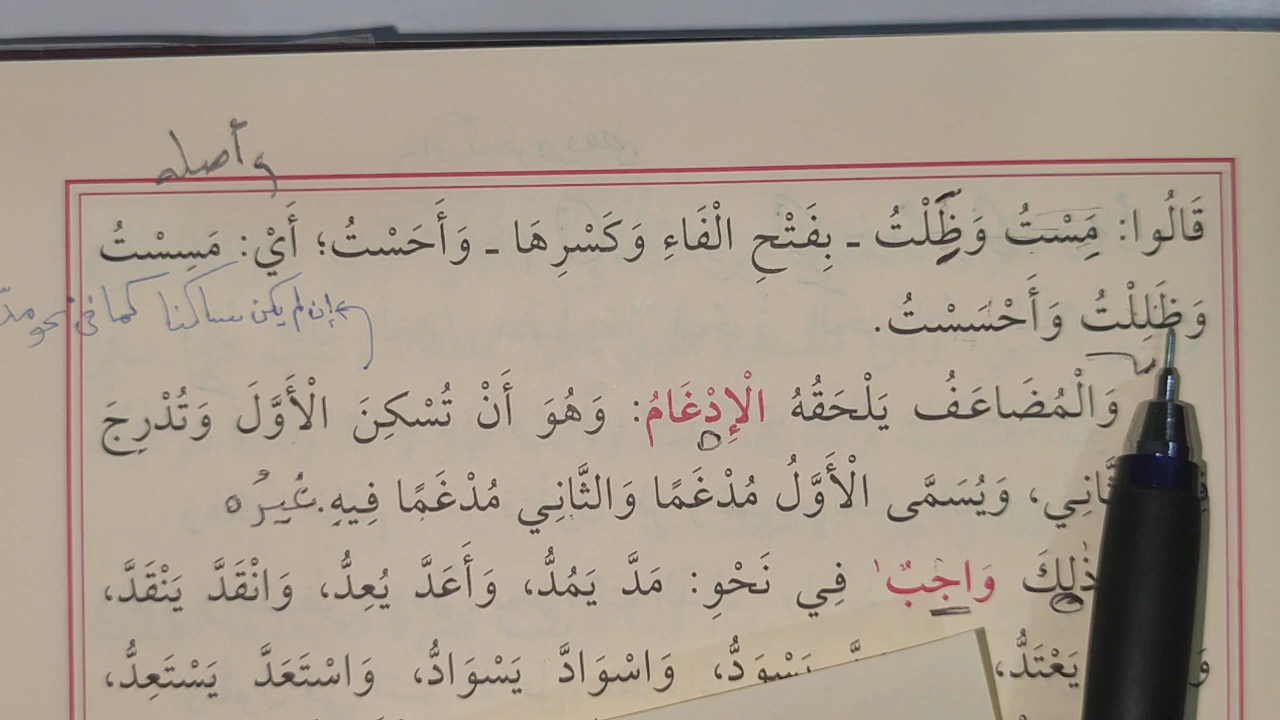 وأصله
قَالُوا: مَِسْتُ وَظَِلْتُ ـ بِفَتْحِ الْفَاءِ وَكَسْرِهَا ـ وَأَحَسْتُ؛ أَيْ: مَسِسْتُ
إن لم يكن ساكنا كما في نحو مدّ
وَظَلِلْتُ وَأَحْسَسْتُ.
وَالْمُضَاعَفُ يَلْحَقُهُ الْإِدْغَامُ: وَهُوَ أَنْ تُسْكِنَ الْأَوَّلَ وَتُدْرِجَ
الثَّانِي، وَيُسَمَّى الْأَوَّلُ مُدْغَمًا وَالثَّانِي مُدْغَمًا فِيهِ.
ذٰلِكَ وَاجِبٌ فِي نَحْوِ: مَدَّ يَمُدُّ، وَأَعَدَّ يُعِدُّ، وَانْقَدَّ يَنْقَدُّ،
يَعْتَدُّ، يَسْوَدُّ، وَاسْوَادَّ يَسْوَادُّ، وَاسْتَعَدَّ يَسْتَعِدُّ،